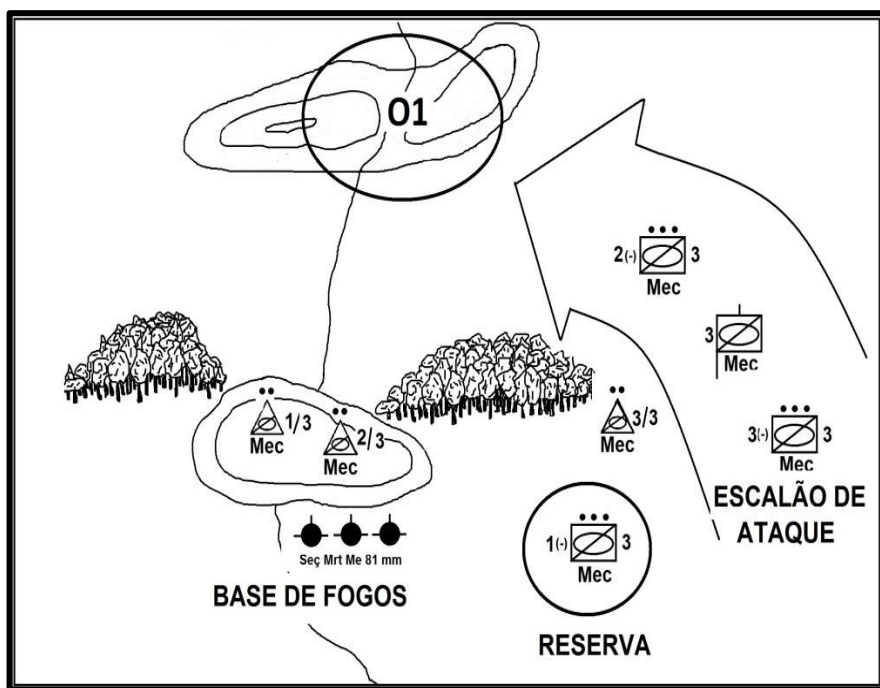 01
2(-) 3
Mec
3
Mec
1/3
Mec
2/3
Mec
3/3
Mec
3(-) 3
Mec
ESCALÃO DE
ATAQUE
Seç Mrt Me 81 mm
BASE DE FOGOS
1(-) 3
Mec
RESERVA